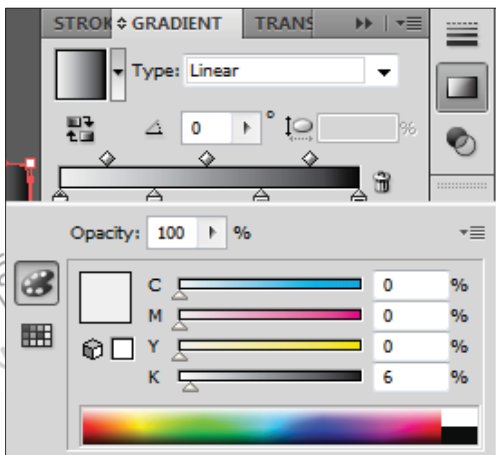 STROK GRADIENT TRANS
Type: Linear
0 ° %
Opacity: 100 %
C 0 %
M 0 %
Y 0 %
K 6 %